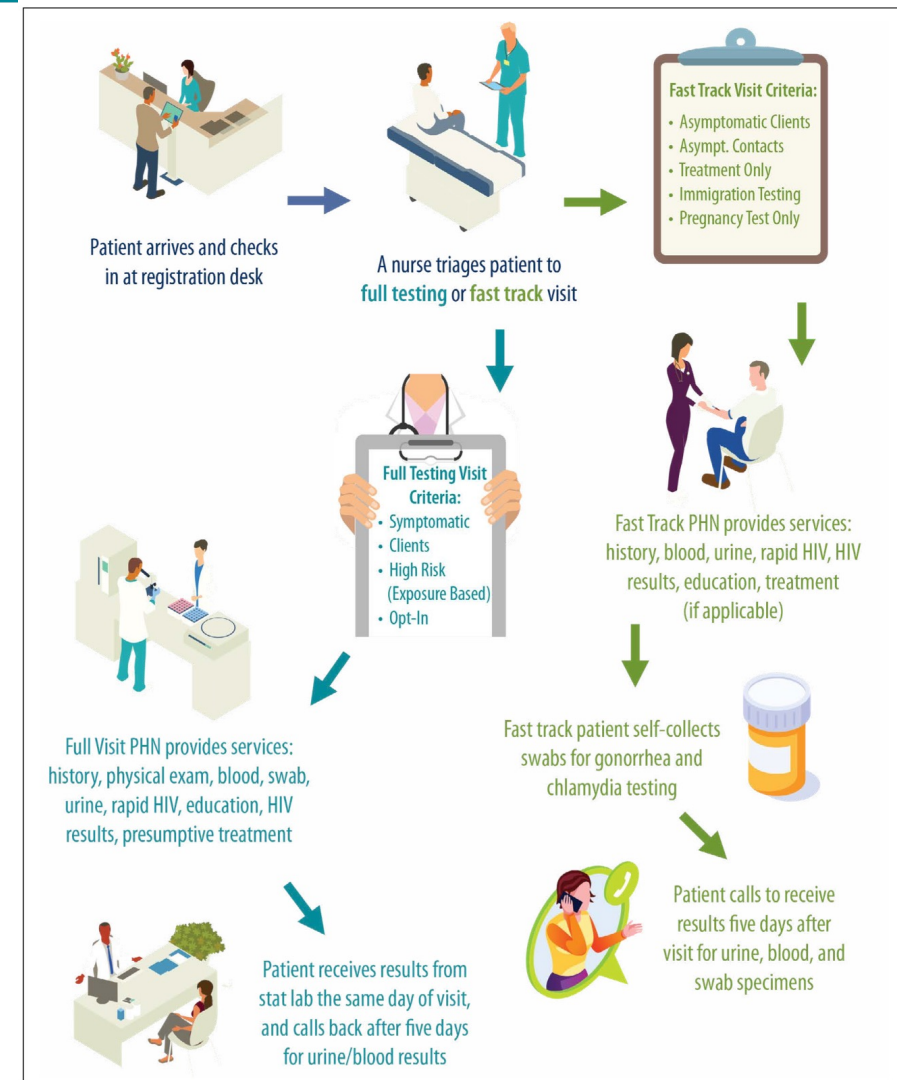 Patient arrives and checks
in at registration desk
A nurse triages patient to
full testing or fast track visit
Fast Track Visit Criteria:
• Asymptomatic Clients
• Asympt. Contacts
• Treatment Only
• Immigration Testing
• Pregnancy Test Only
Full Testing Visit
Criteria:
• Symptomatic
• Clients
• High Risk
(Exposure Based)
• Opt-In
Fast Track PHN provides services:
history, blood, urine, rapid HIV, HIV
results, education, treatment
(if applicable)
Full Visit PHN provides services:
history, physical exam, blood, swab,
urine, rapid HIV, education, HIV
results, presumptive treatment
Fast track patient self-collects
swabs for gonorrhea and
chlamydia testing
Patient calls to receive
results five days after
visit for urine, blood, and
swab specimens
Patient receives results from
stat lab the same day of visit,
and calls back after five days
for urine/blood results